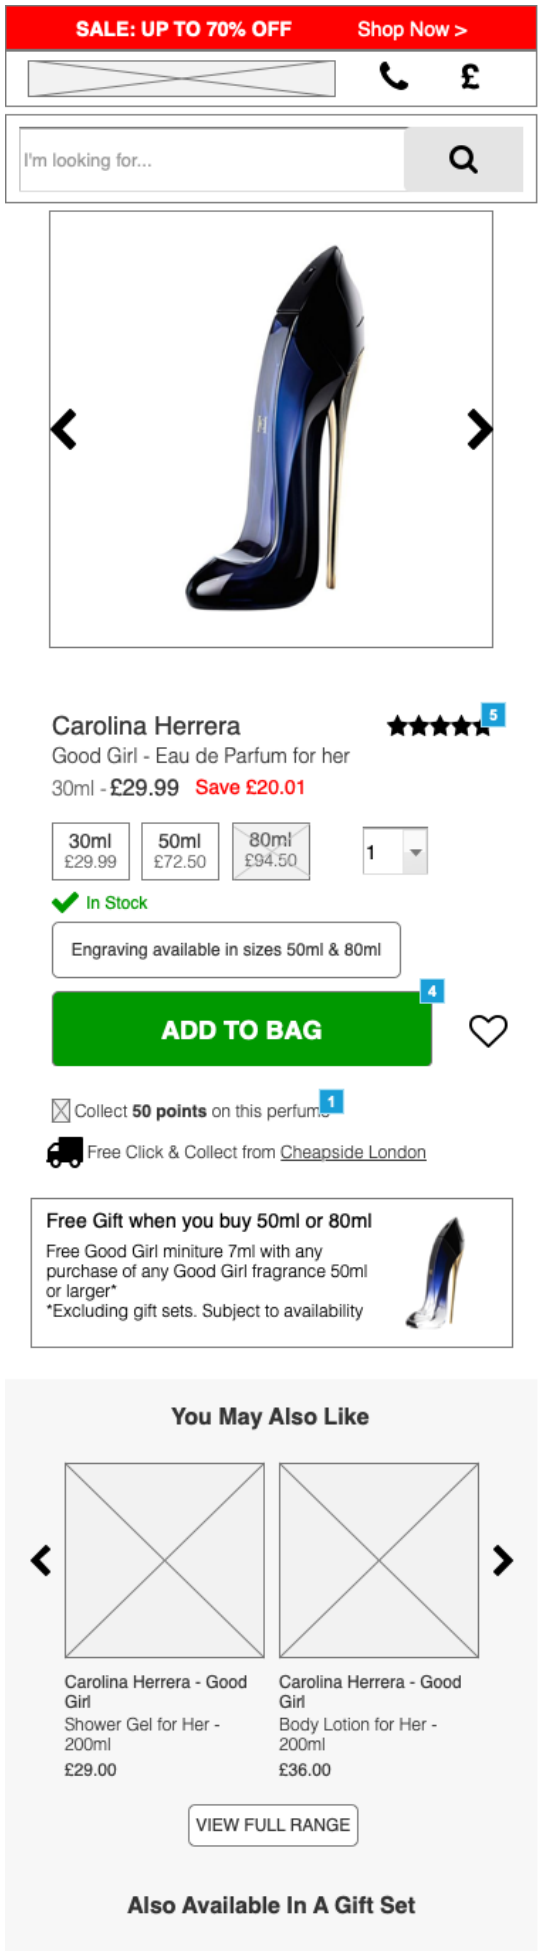 SALE: UP TO 70% OFF Shop Now >
£
I'm looking for...
5
Carolina Herrera
Good Girl - Eau de Parfum for her
30ml - £29.99 Save £20.01
30ml 50ml 80ml
£29.99 £72.50 £94.50
1
In Stock
Engraving available in sizes 50ml & 80ml
4
ADD TO BAG
1
Collect 50 points on this perfume
Free Click & Collect from Cheapside London
Free Gift when you buy 50ml or 80ml
Free Good Girl miniture 7ml with any
purchase of any Good Girl fragrance 50ml
or larger*
*Excluding gift sets. Subject to availability
You May Also Like
Carolina Herrera - Good
Girl
Shower Gel for Her -
200ml
£29.00
Carolina Herrera - Good
Girl
Body Lotion for Her -
200ml
£36.00
VIEW FULL RANGE
Also Available In A Gift Set